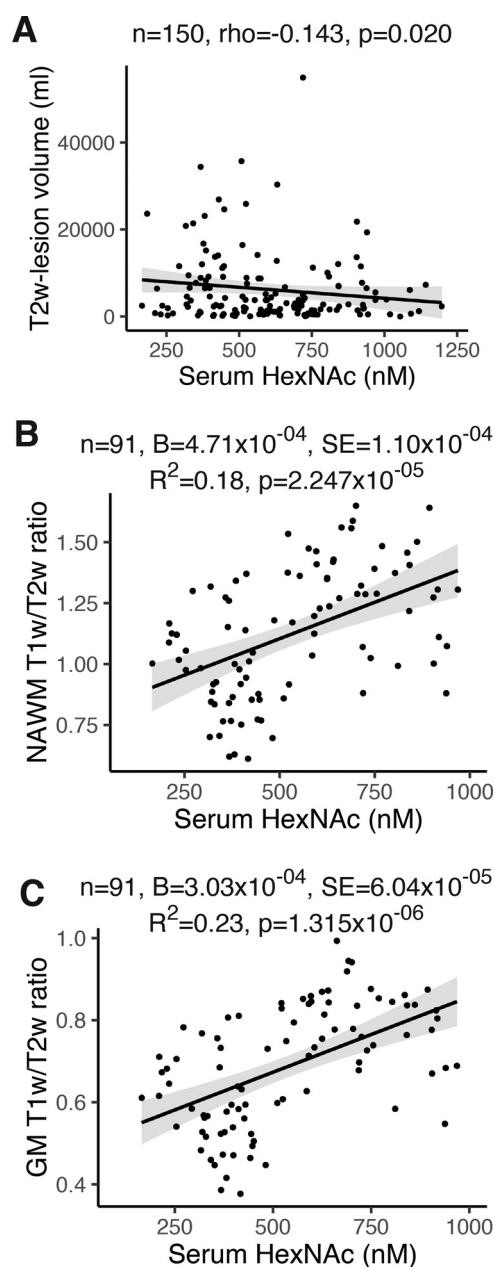 A
n=150, rho=-0.143, p=0.020
T2w-lesion volume (ml)
40000
20000
0
250 500 750 1000 1250
Serum HexNAc (nM)
B
n=91, B=4.71x10-04, SE=1.10x10-04
R2=0.18, p=2.247x10-05
NAWM T1w/T2w ratio
1.50
1.25
1.00
0.75
250 500 750 1000
Serum HexNAc (nM)
C
n=91, B=3.03x10-04, SE=6.04x10-05
R2=0.23, p=1.315x10-06
GM T1w/T2w ratio
1.0
0.8
0.6
0.4
250 500 750 1000
Serum HexNAc (nM)